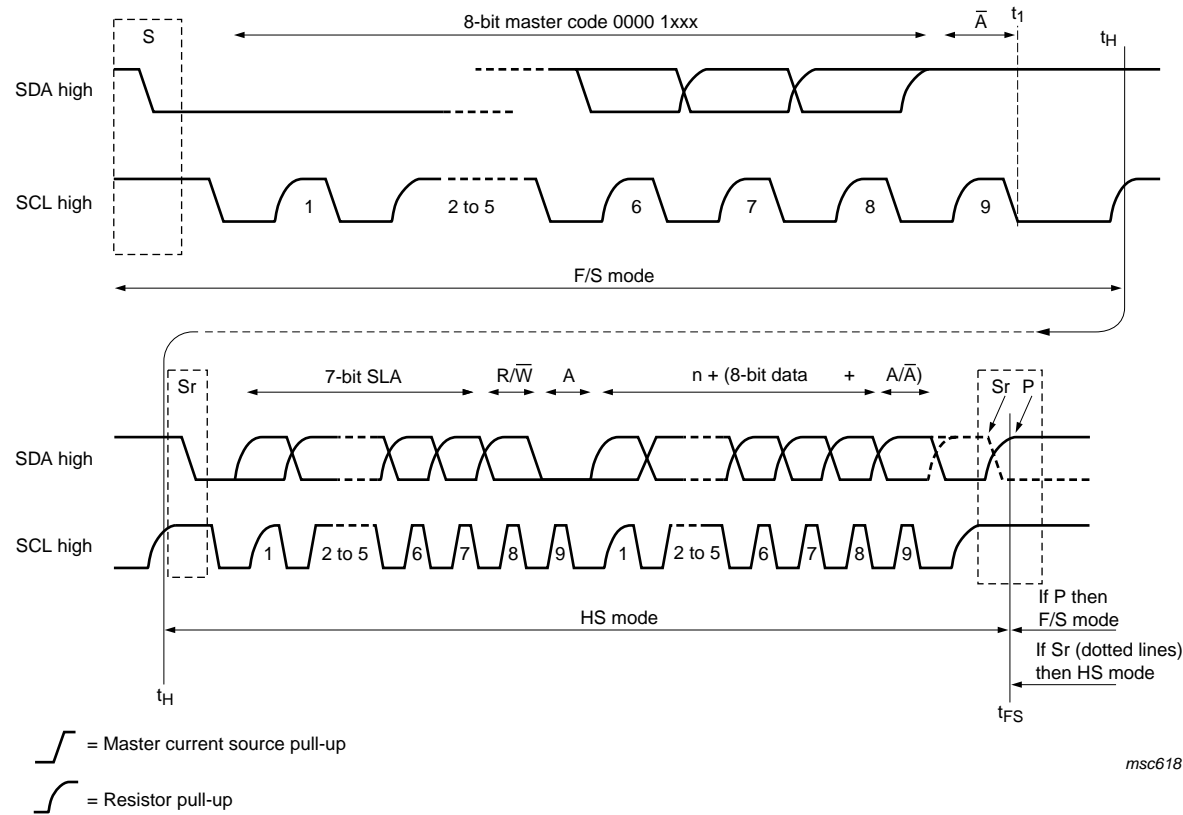 8-bit master code 0000 1xxx
A̅
t1
S
tH
SDA high
SCL high
1
2 to 5
6
7
8
9
F/S mode
Sr
7-bit SLA
R/W̅
A
n + (8-bit data
+
A/A̅)
Sr
P
SDA high
SCL high
1
2 to 5
6
7
8
9
1
2 to 5
6
7
8
9
HS mode
If P then
F/S mode
If Sr (dotted lines)
then HS mode
tH
tFS
= Master current source pull-up
msc618
= Resistor pull-up